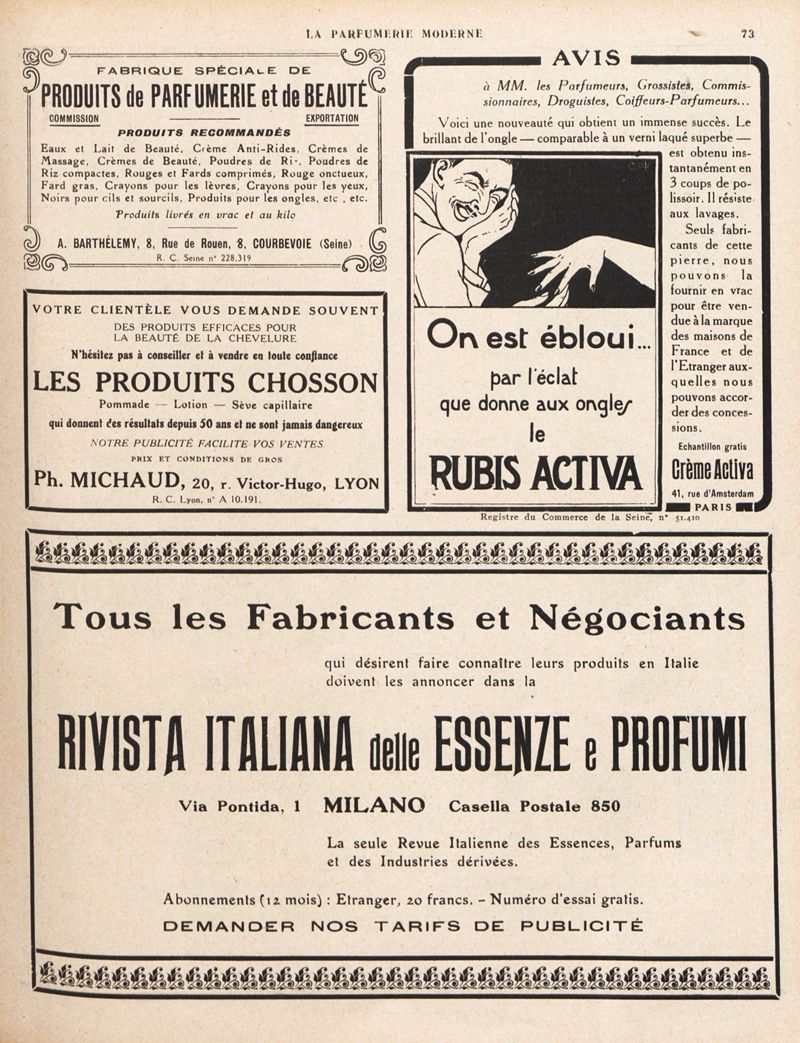 LA PARFUMERIE MODERNE
73
FABRIQUE SPÉCIALE DE
PRODUITS de PARFUMERIE et de BEAUTÉ
COMMISSION
EXPORTATION
PRODUITS RECOMMANDÉS
Eaux et Lait de Beauté, Crème Anti-Rides, Crèmes de
Massage, Crèmes de Beauté, Poudres de Ri·, Poudres de
Riz compactes, Rouges et Fards comprimés, Rouge onctueux,
Fard gras, Crayons pour les lèvres, Crayons pour les yeux,
Noirs pour cils et sourcils, Produits pour les ongles, etc , etc.
Produits livrés en vrac et au kilo
A. BARTHÉLEMY, 8, Rue de Rouen, 8, COURBEVOIE (Seine)
R. C. Seine n° 228.319
VOTRE CLIENTÈLE VOUS DEMANDE SOUVENT
DES PRODUITS EFFICACES POUR
LA BEAUTÉ DE LA CHEVELURE
N'hésitez pas à conseiller et à vendre en toute confiance
LES PRODUITS CHOSSON
Pommade — Lotion — Sève capillaire
qui donnent des résultats depuis 50 ans et ne sont jamais dangereux
NOTRE PUBLICITÉ FACILITE VOS VENTES
PRIX ET CONDITIONS DE GROS
Ph. MICHAUD, 20, r. Victor-Hugo, LYON
R. C. Lyon, n° A 10.191.
AVIS
à MM. les Parfumeurs, Grossistes, Commis-
sionnaires, Droguistes, Coiffeurs-Parfumeurs...
Voici une nouveauté qui obtient un immense succès. Le
brillant de l'ongle — comparable à un verni laqué superbe —
est obtenu ins-
tantanément en
3 coups de po-
lissoir. Il résiste
aux lavages.
Seuls fabri-
cants de cette
pierre, nous
pouvons la
fournir en vrac
pour être ven-
due à la marque
des maisons de
France et de
l'Etranger aux-
quelles nous
pouvons accor-
der des conces-
sions.
Echantillon gratis
Crème Activa
41, rue d'Amsterdam
PARIS
On est ébloui...
par l'éclat
que donne aux ongles
le
RUBIS ACTIVA
Registre du Commerce de la Seine, n° 51.410
Tous les Fabricants et Négociants
qui désirent faire connaître leurs produits en Italie
doivent les annoncer dans la
RIVISTA ITALIANA delle ESSENZE e PROFUMI
Via Pontida, 1 MILANO Casella Postale 850
La seule Revue Italienne des Essences, Parfums
et des Industries dérivées.
Abonnements (12 mois) : Etranger, 20 francs. – Numéro d'essai gratis.
DEMANDER NOS TARIFS DE PUBLICITÉ